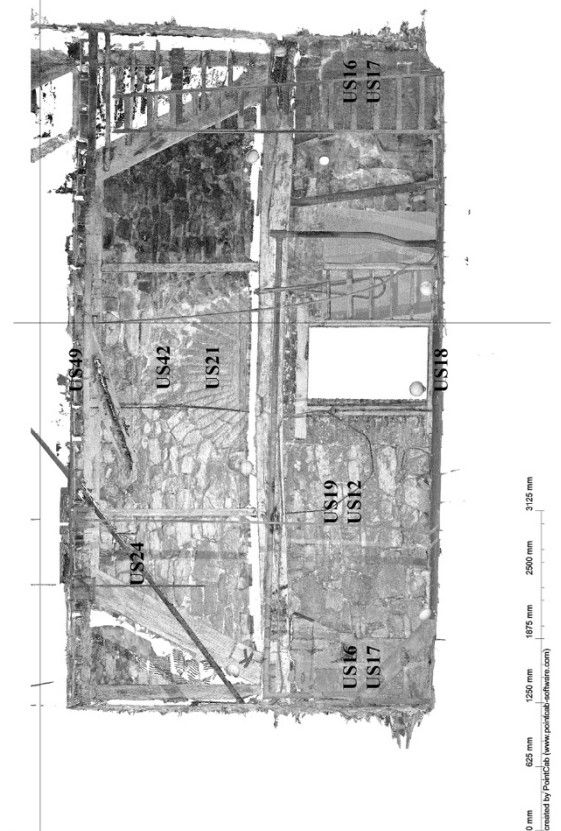 US49
US24
US42
US21
US16
US17
US19
US12
US16
US17
US18
0 mm 625 mm 1250 mm 1875 mm 2500 mm 3125 mm
created by PointCab (www.pointcab-software.com)